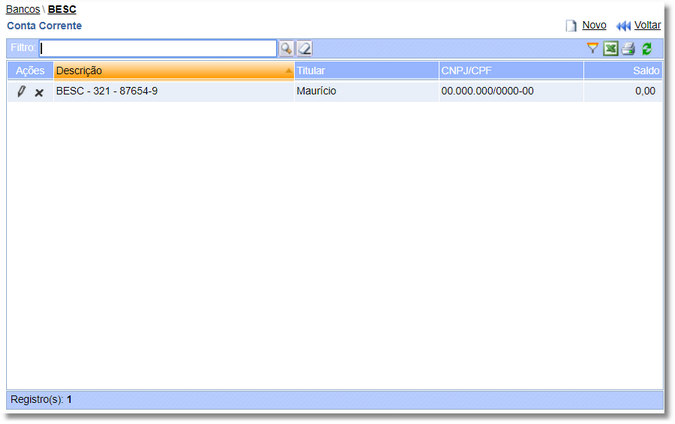 Bancos \ BESC
Conta Corrente
Novo Voltar
Filtro:
Ações Descrição Titular CNPJ/CPF Saldo
BESC - 321 - 87654-9 Maurício 00.000.000/0000-00 0,00
Registro(s): 1